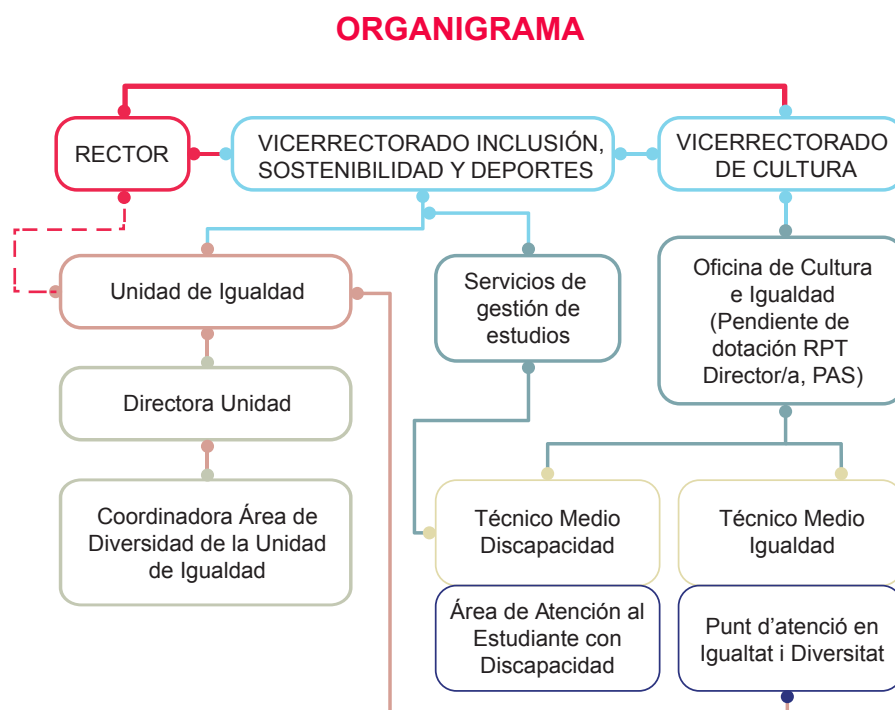 ORGANIGRAMA
RECTOR
VICERRECTORADO INCLUSIÓN,
SOSTENIBILIDAD Y DEPORTES
VICERRECTORADO
DE CULTURA
Unidad de Igualdad
Servicios de
gestión de
estudios
Oficina de Cultura
e Igualdad
(Pendiente de
dotación RPT
Director/a, PAS)
Directora Unidad
Coordinadora Área de
Diversidad de la Unidad
de Igualdad
Técnico Medio
Discapacidad
Técnico Medio
Igualdad
Área de Atención al
Estudiante con
Discapacidad
Punt d’atenció en
Igualtat i Diversitat